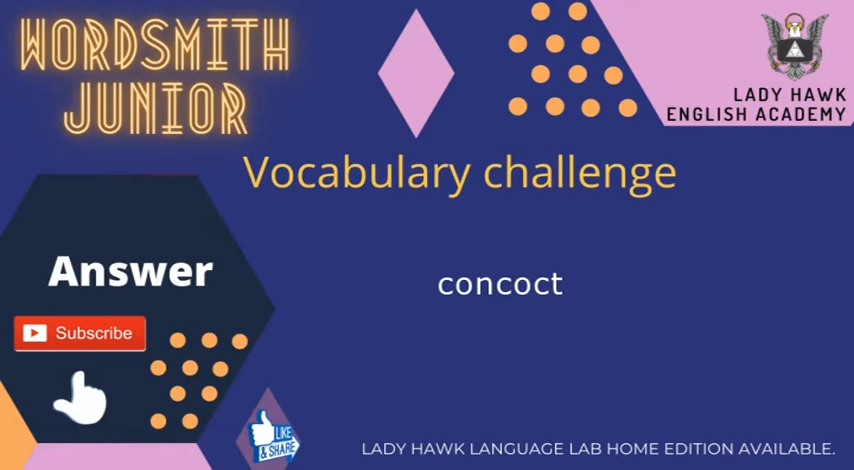 WORDSMITH
JUNIOR
LADY HAWK
ENGLISH ACADEMY
Vocabulary challenge
Answer
concoct
Subscribe
LIKE
& SHARE
LADY HAWK LANGUAGE LAB HOME EDITION AVAILABLE.